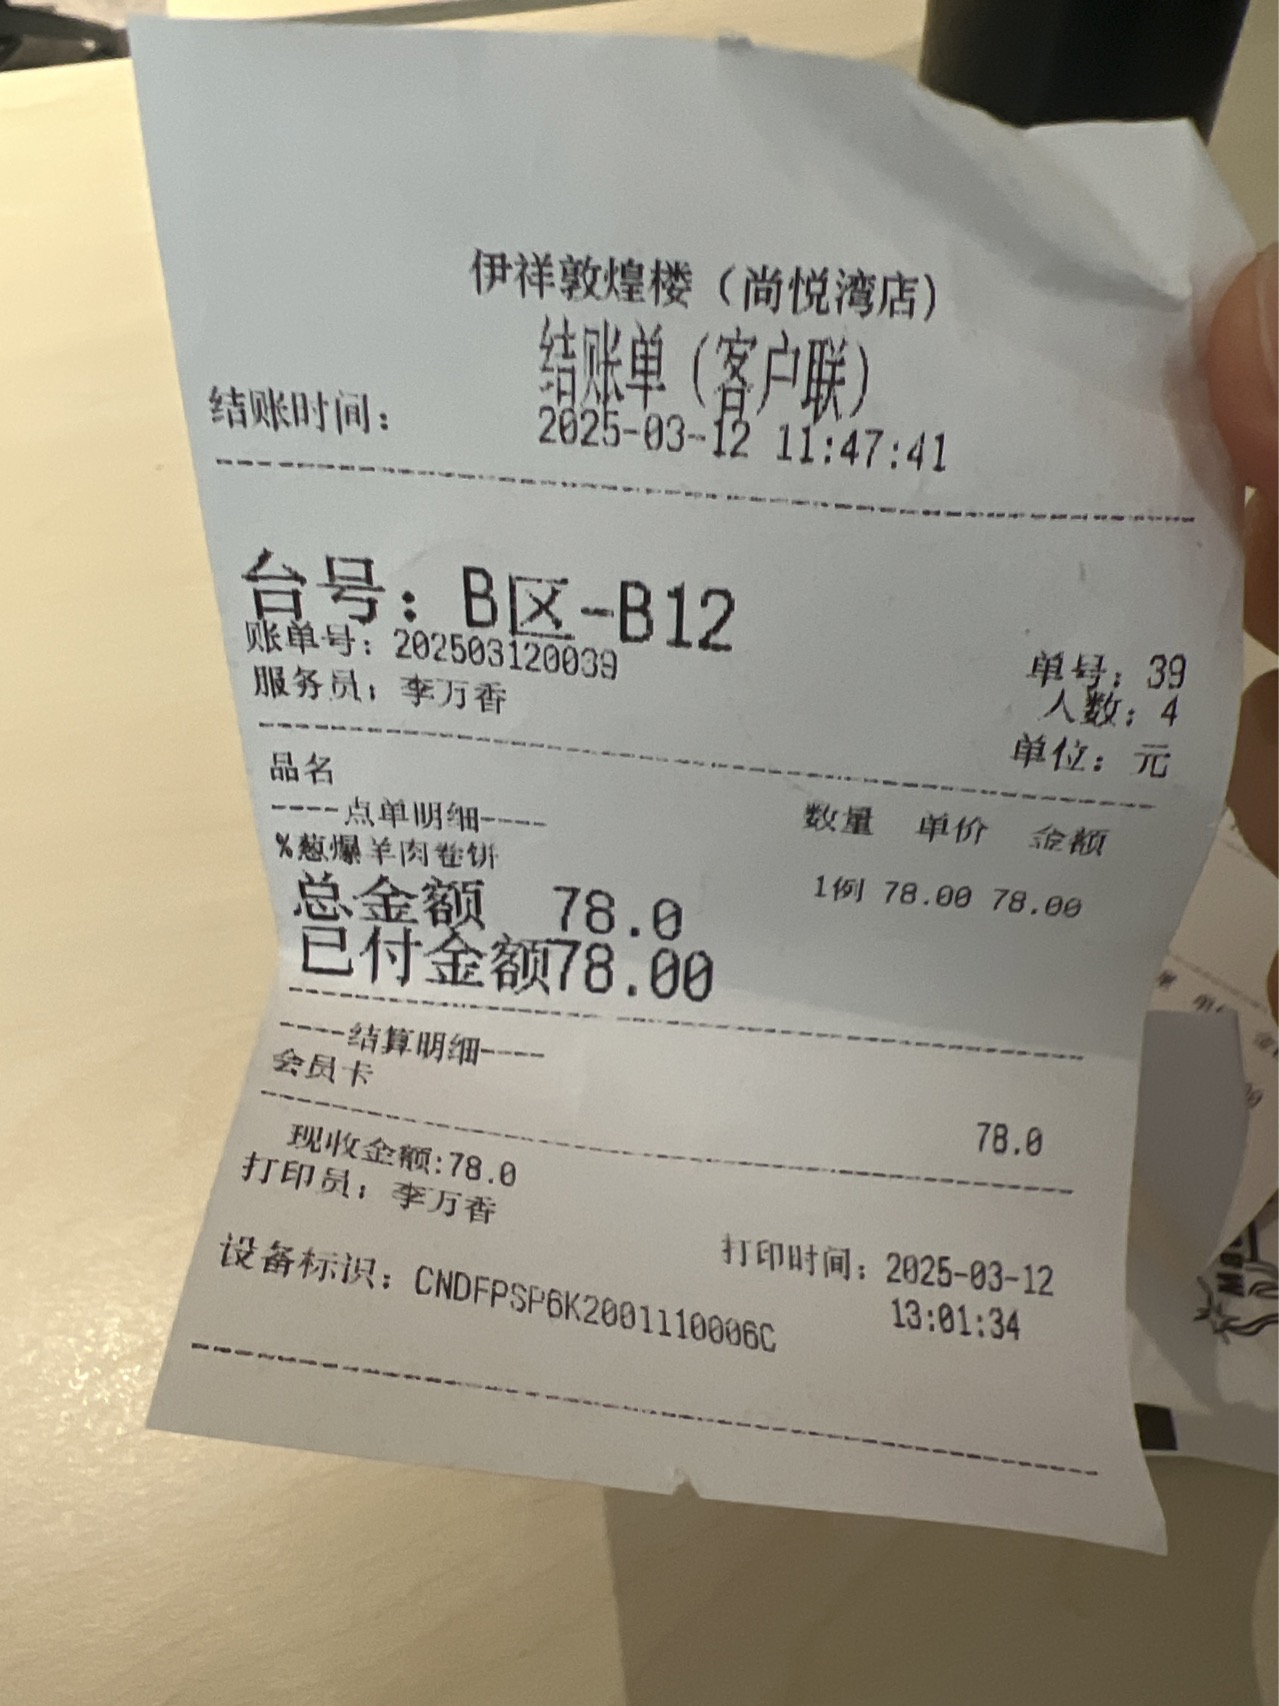 伊祥敦煌楼（尚悦湾店）
结账单（客户联）
结账时间： 2025-03-12 11:47:41
台号：B区-B12
账单号：202503120039 单号：39
服务员：李万香 人数：4
单位：元
品名 数量 单价 金额
----点单明细----
%葱爆羊肉卷饼 1例 78.00 78.00
总金额 78.0
已付金额78.00
----结算明细----
会员卡 78.0
现收金额:78.0
打印员：李万香 打印时间：2025-03-12
13:01:34
设备标识：CNDFPSP6K2001110006C